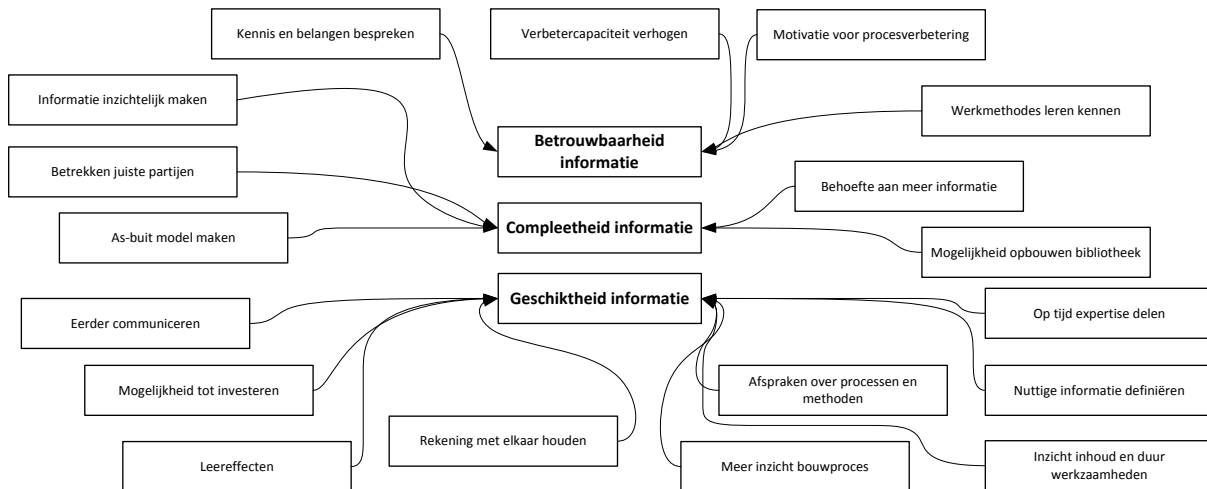 Kennis en belangen bespreken
Verbetercapaciteit verhogen
Motivatie voor procesverbetering
Informatie inzichtelijk maken
Werkmethodes leren kennen
Betrouwbaarheid
informatie
Betrekken juiste partijen
Behoefte aan meer informatie
As-buit model maken
Compleetheid informatie
Mogelijkheid opbouwen bibliotheek
Geschiktheid informatie
Eerder communiceren
Op tijd expertise delen
Mogelijkheid tot investeren
Afspraken over processen en
methoden
Nuttige informatie definiëren
Rekening met elkaar houden
Leereffecten
Meer inzicht bouwproces
Inzicht inhoud en duur
werkzaamheden